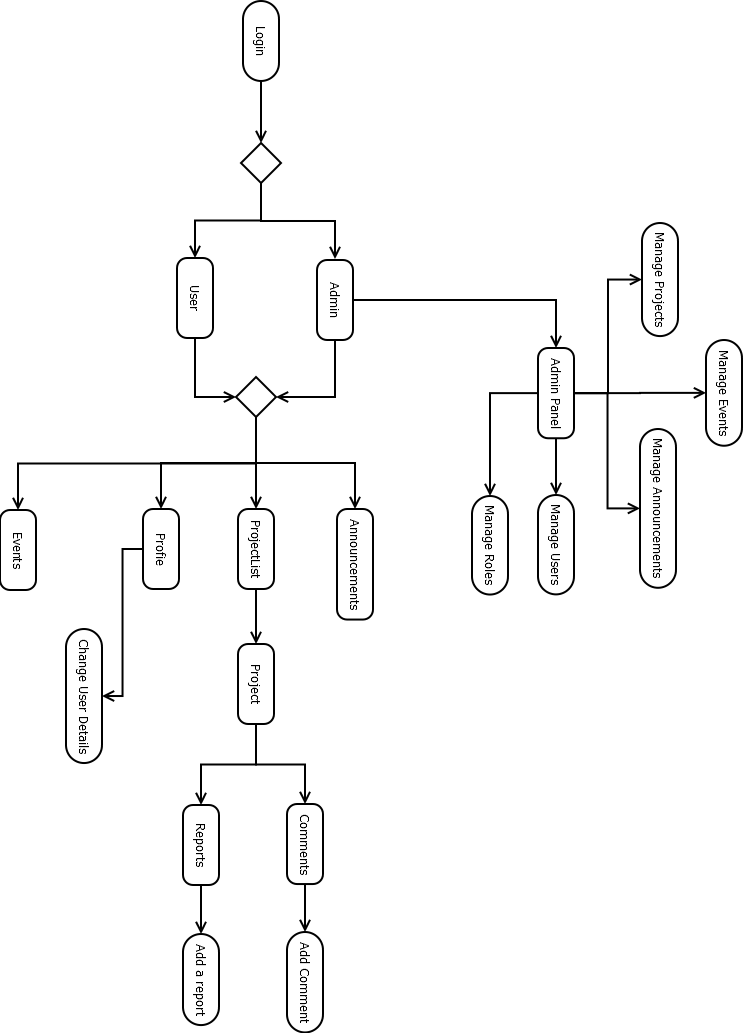 Login
User
Admin
Manage Projects
Manage Events
Admin Panel
Manage Announcements
Manage Roles
Manage Users
Events
Profie
ProjectList
Announcements
Change User Details
Project
Reports
Comments
Add a report
Add Comment